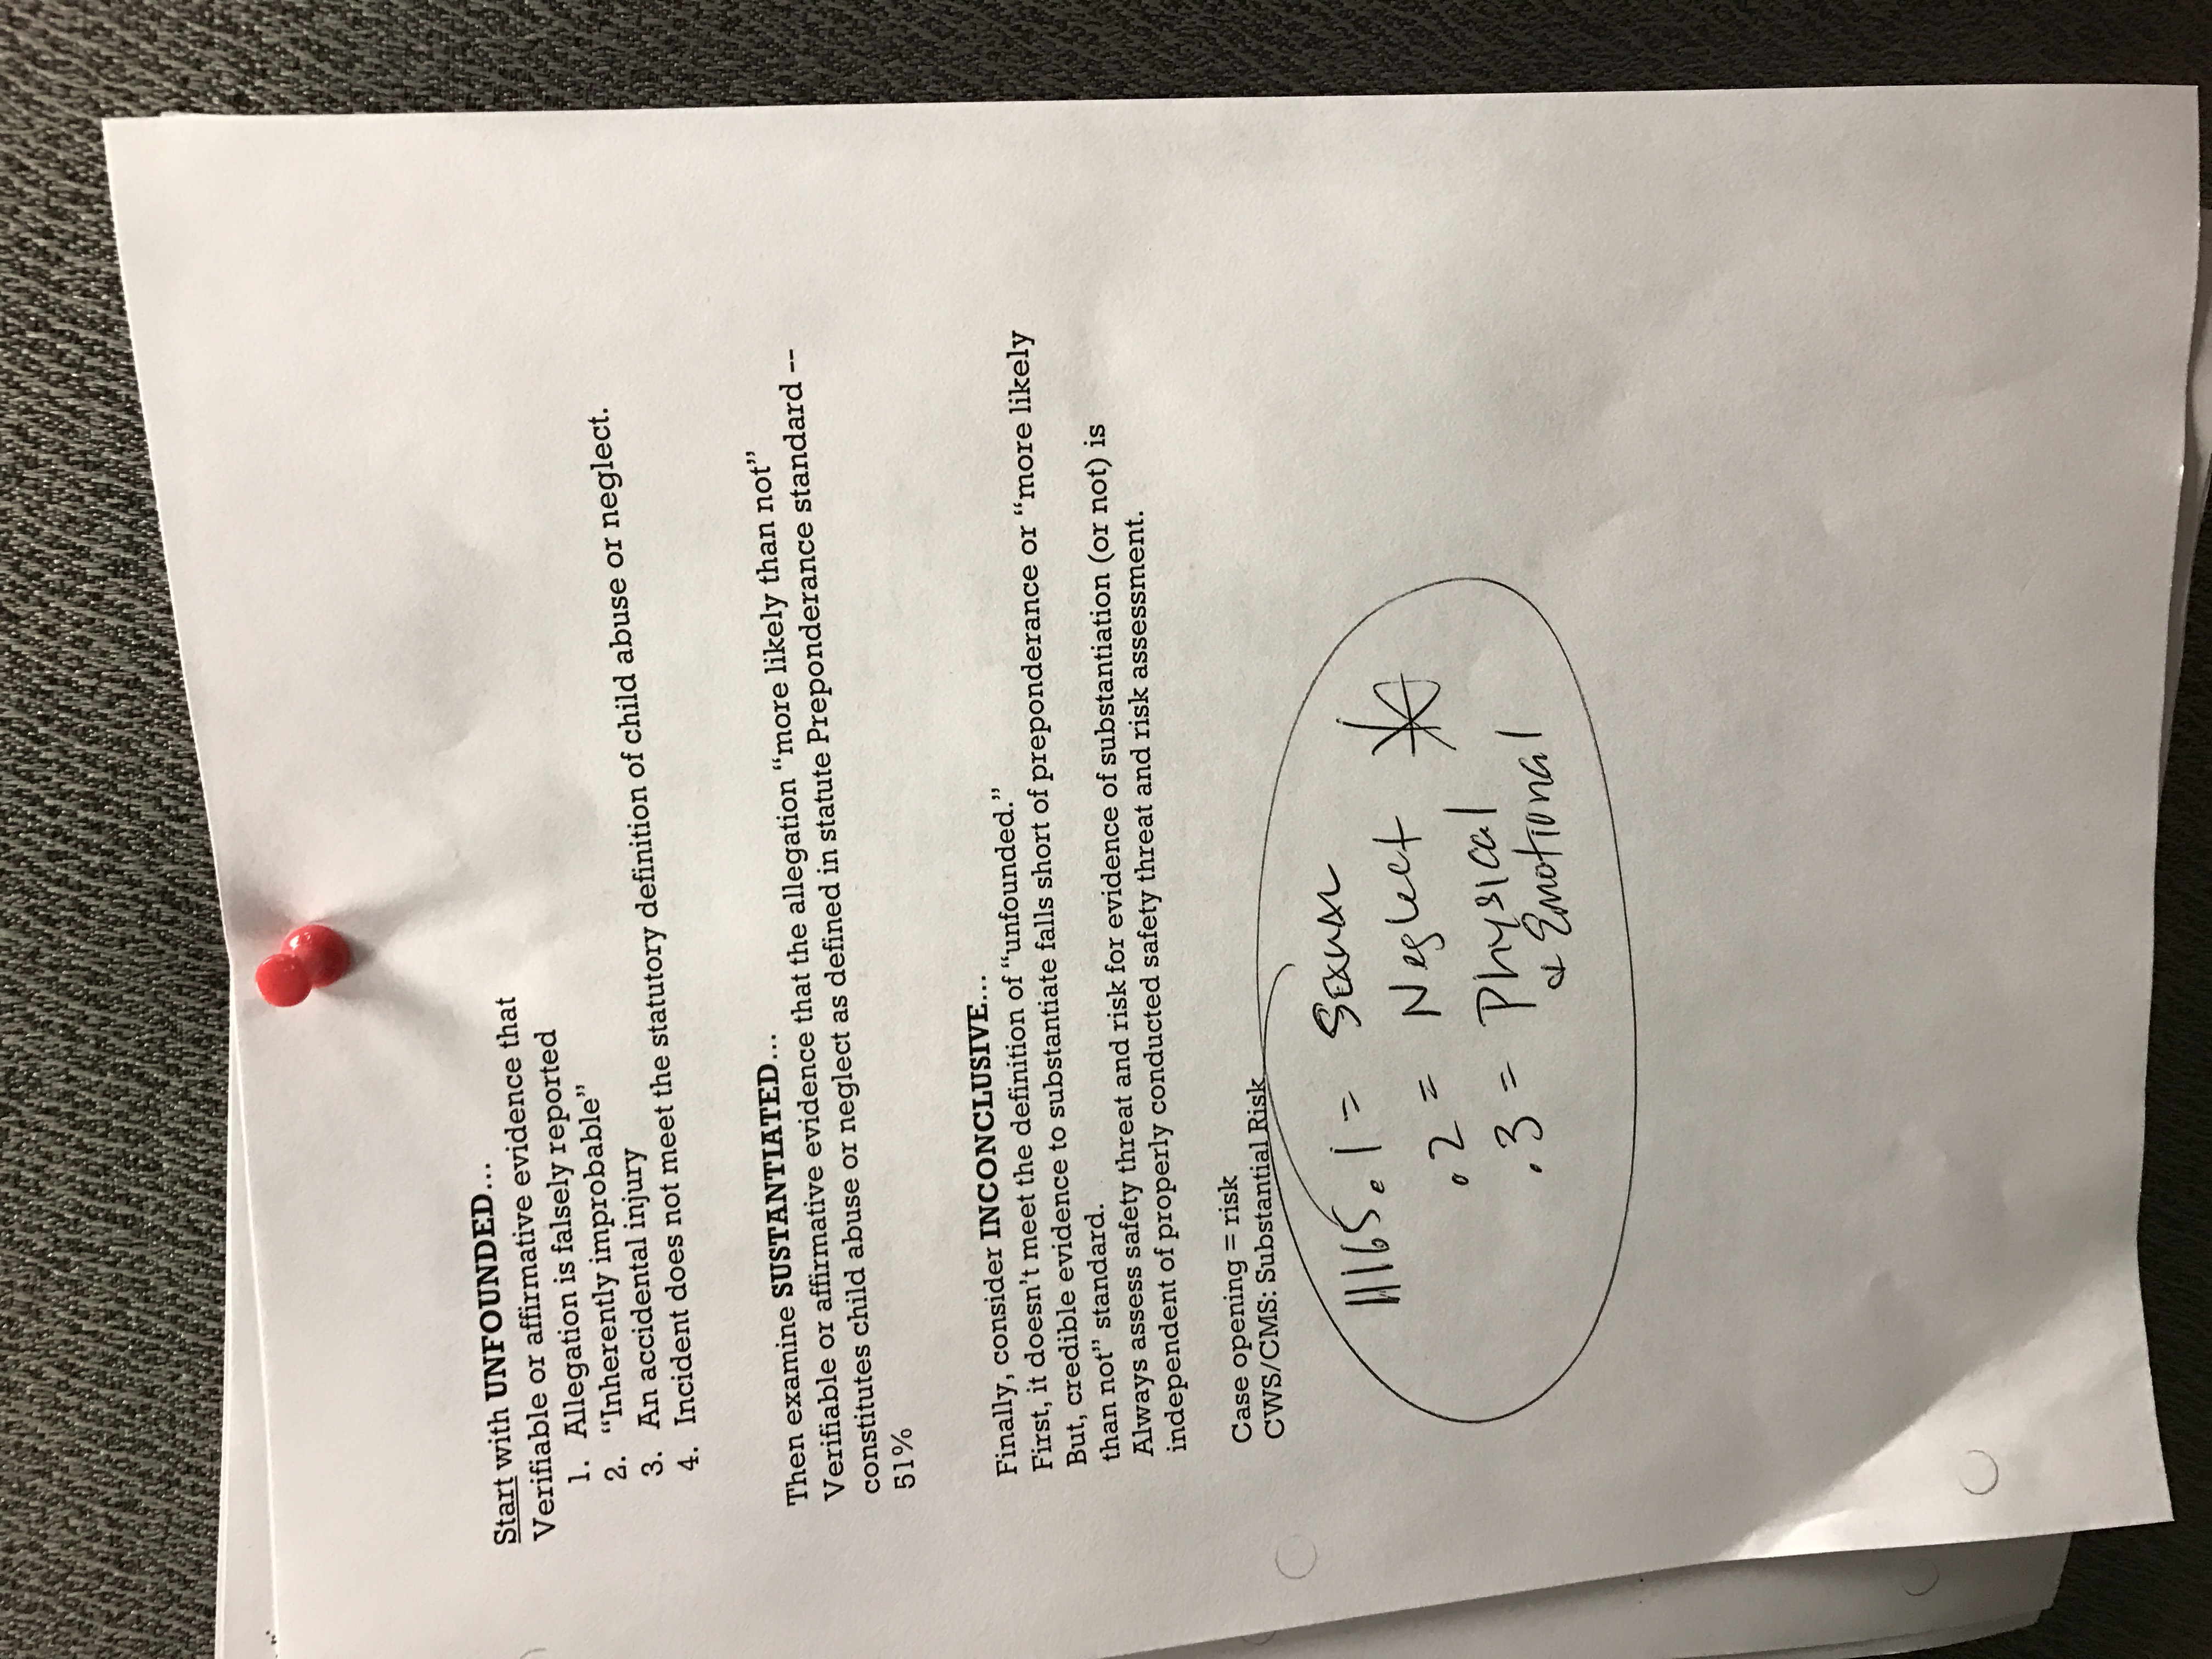 Start with UNFOUNDED...
Verifiable or affirmative evidence that
1. Allegation is falsely reported
2. “Inherently improbable”
3. An accidental injury
4. Incident does not meet the statutory definition of child abuse or neglect.
Then examine SUSTANTIATED...
Verifiable or affirmative evidence that the allegation “more likely than not”
constitutes child abuse or neglect as defined in statute Preponderance standard --
51%
Finally, consider INCONCLUSIVE...
First, it doesn’t meet the definition of “unfounded.”
But, credible evidence to substantiate falls short of preponderance or “more likely
than not” standard.
Always assess safety threat and risk for evidence of substantiation (or not) is
independent of properly conducted safety threat and risk assessment.
Case opening = risk
CWS/CMS: Substantial Risk
11165.1 = Sexual
.2 = Neglect *
.3 = Physical
& Emotional